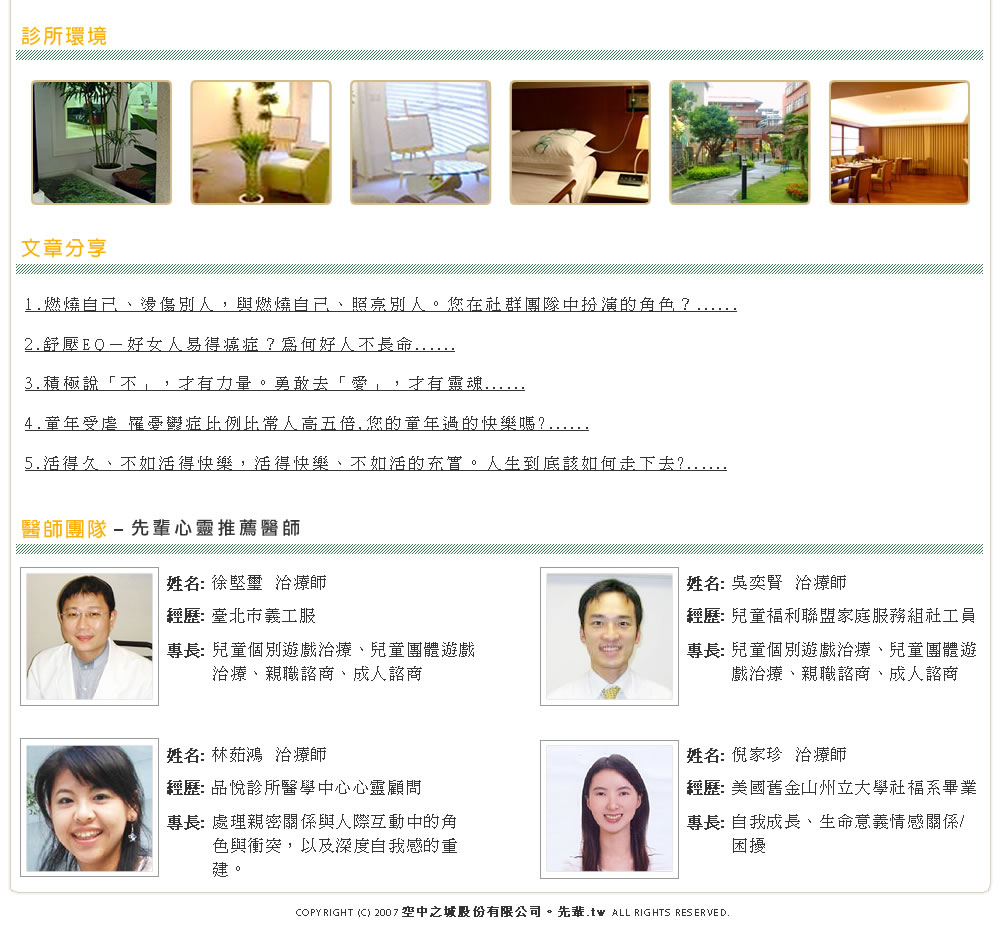 診所環境
文章分享
1.燃燒自己、燙傷別人，與燃燒自己、照亮別人。您在社群團隊中扮演的角色？......
2.舒壓EQ－好女人易得癌症？為何好人不長命......
3.積極說「不」，才有力量。勇敢去「愛」，才有靈魂......
4.童年受虐 罹憂鬱症比例比常人高五倍,您的童年過的快樂嗎?......
5.活得久、不如活得快樂，活得快樂、不如活的充實。人生到底該如何走下去?......
醫師團隊 – 先輩心靈推薦醫師
姓名: 徐堅璽 治療師
經歷: 臺北市義工服
專長: 兒童個別遊戲治療、兒童團體遊戲
治療、親職諮商、成人諮商
姓名: 吳奕賢 治療師
經歷: 兒童福利聯盟家庭服務組社工員
專長: 兒童個別遊戲治療、兒童團體遊
戲治療、親職諮商、成人諮商
姓名: 林茹鴻 治療師
經歷: 品悅診所醫學中心心靈顧問
專長: 處理親密關係與人際互動中的角
色與衝突，以及深度自我感的重
建。
姓名: 倪家珍 治療師
經歷: 美國舊金山州立大學社福系畢業
專長: 自我成長、生命意義情感關係/
困擾
COPYRIGHT (C) 2007 空中之城股份有限公司。先輩.tw ALL RIGHTS RESERVED.